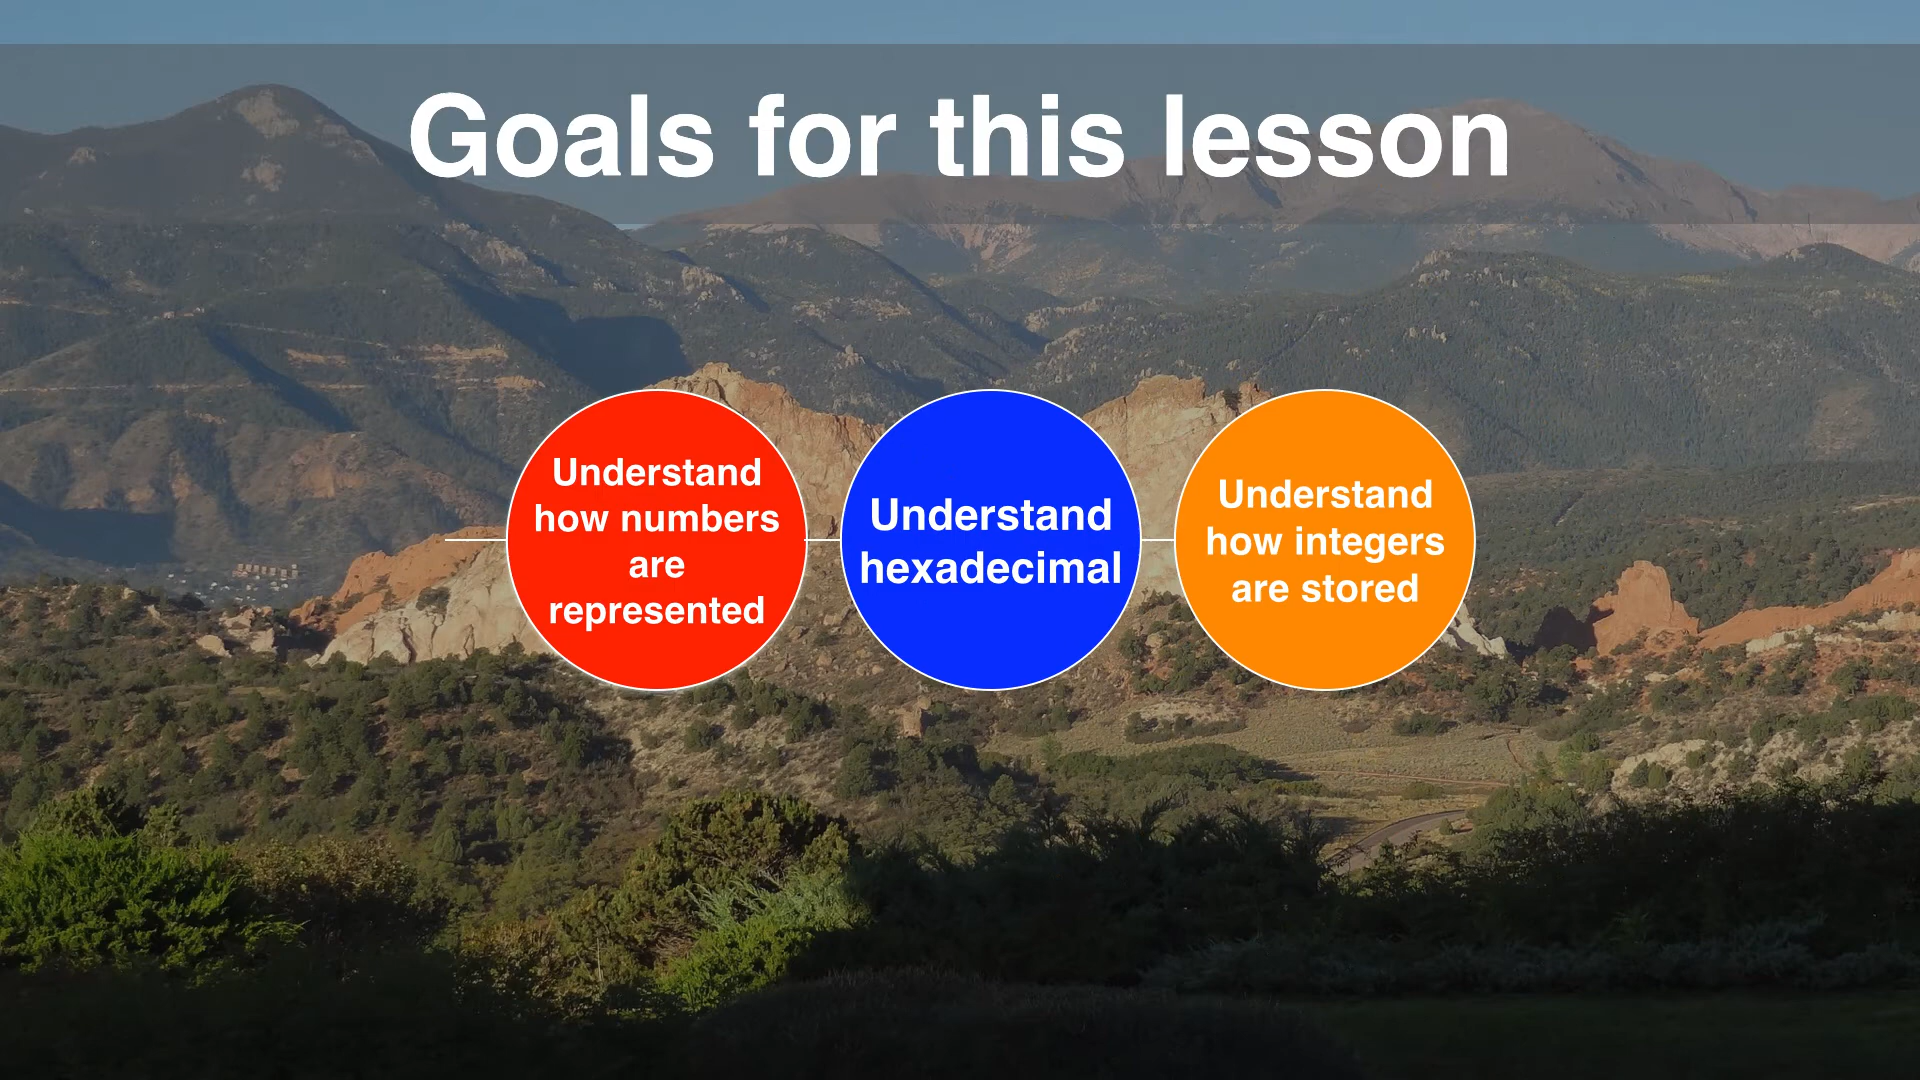 Goals for this lesson
Understand
how numbers
are
represented
Understand
hexadecimal
Understand
how integers
are stored